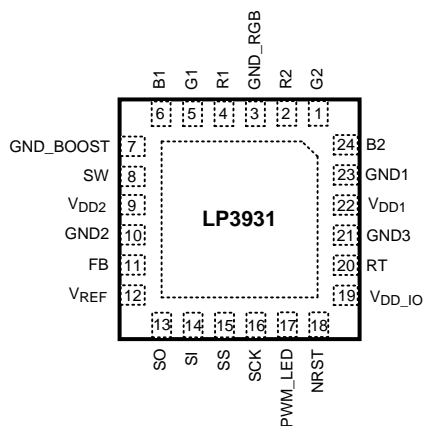 B1
G1
R1
GND_RGB
R2
G2
6
5
4
3
2
1
GND_BOOST 7
SW 8
VDD2 9
GND2 10
FB 11
VREF 12
LP3931
24 B2
23 GND1
22 VDD1
21 GND3
20 RT
19 VDD_IO
13
14
15
16
17
18
SO
SI
SS
SCK
PWM_LED
NRST